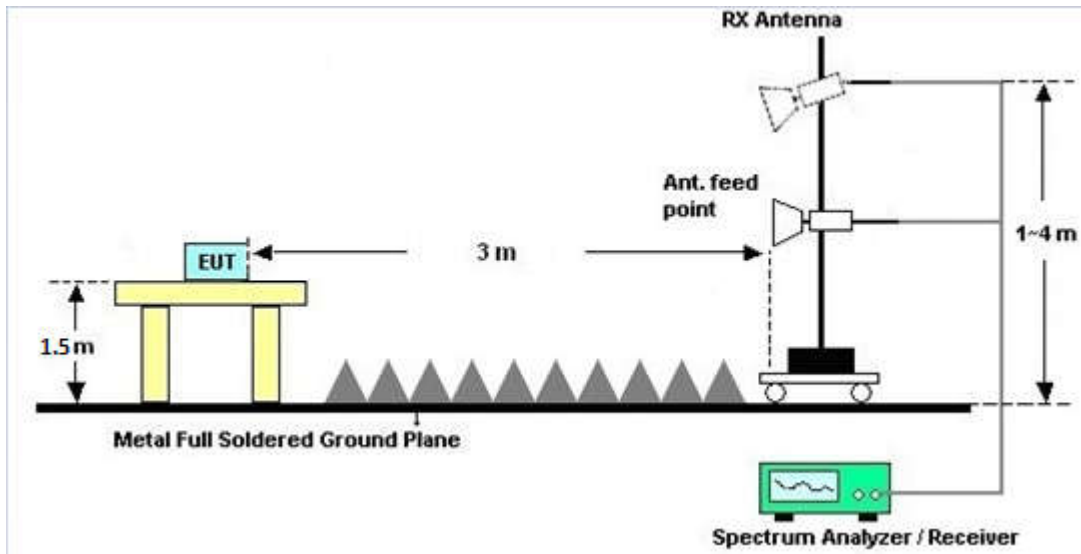 RX Antenna
Ant. feed
point
3 m
1~4 m
EUT
1.5 m
Metal Full Soldered Ground Plane
Spectrum Analyzer / Receiver